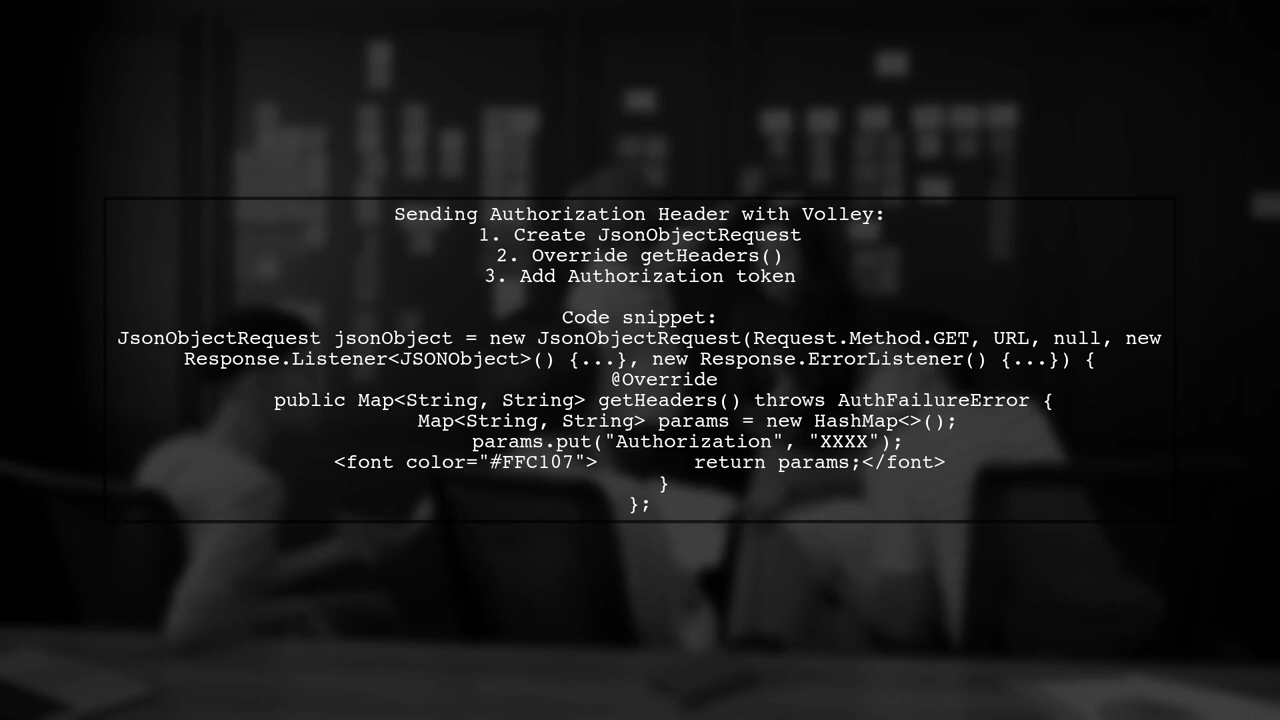 Sending Authorization Header with Volley:
1. Create JsonObjectRequest
2. Override getHeaders()
3. Add Authorization token
Code snippet:
JsonObjectRequest jsonObject = new JsonObjectRequest(Request.Method.GET, URL, null, new
Response.Listener<JSONObject>() {...}, new Response.ErrorListener() {...}) {
@Override
public Map<String, String> getHeaders() throws AuthFailureError {
Map<String, String> params = new HashMap<>();
params.put("Authorization", "XXXX");
<font color="#FFC107">        return params;</font>
}
};